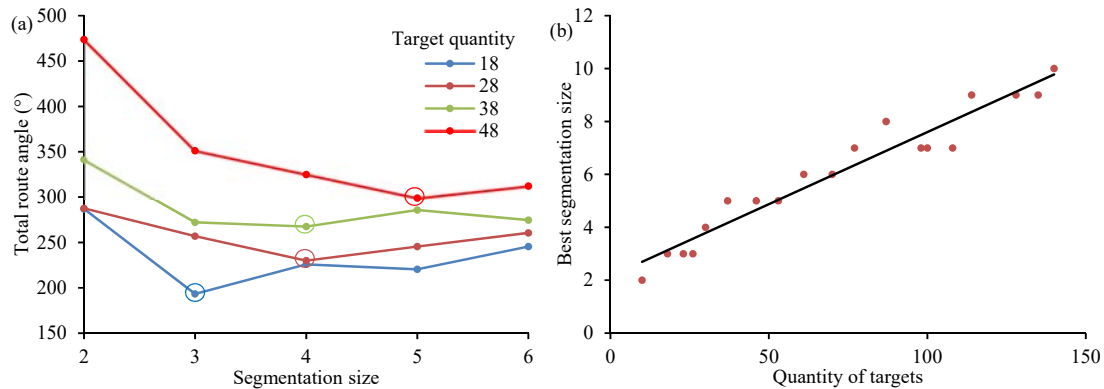 (a)
500
450
400
350
300
250
200
150
Total route angle (°)
2 3 4 5 6
Segmentation size
Target quantity
18
28
38
48
(b)
12
10
8
6
4
2
0
Best segmentation size
0 50 100 150
Quantity of targets